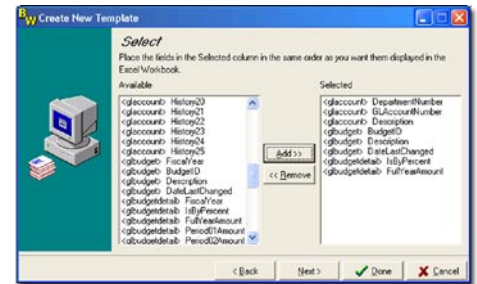 BW Create New Template
Select
Place the fields in the Selected column in the same order as you want them displayed in the
Excel Workbook.
Available
<glaccount> History20
<glaccount> History21
<glaccount> History22
<glaccount> History23
<glaccount> History24
<glaccount> History25
<glbudget> FiscalYear
<glbudget> BudgetID
<glbudget> Description
<glbudget> DateLastChanged
<glbudgetdetail> FiscalYear
<glbudgetdetail> IsByPercent
<glbudgetdetail> FullYearAmount
<glbudgetdetail> Period01Amount
<glbudgetdetail> Period02Amount
Add >>
<< Remove
Selected
<glaccount> DepartmentNumber
<glaccount> GLAccountNumber
<glaccount> Description
<glbudget> BudgetID
<glbudget> Description
<glbudget> DateLastChanged
<glbudgetdetail> IsByPercent
<glbudgetdetail> FullYearAmount
< Back
Next >
Done
Cancel